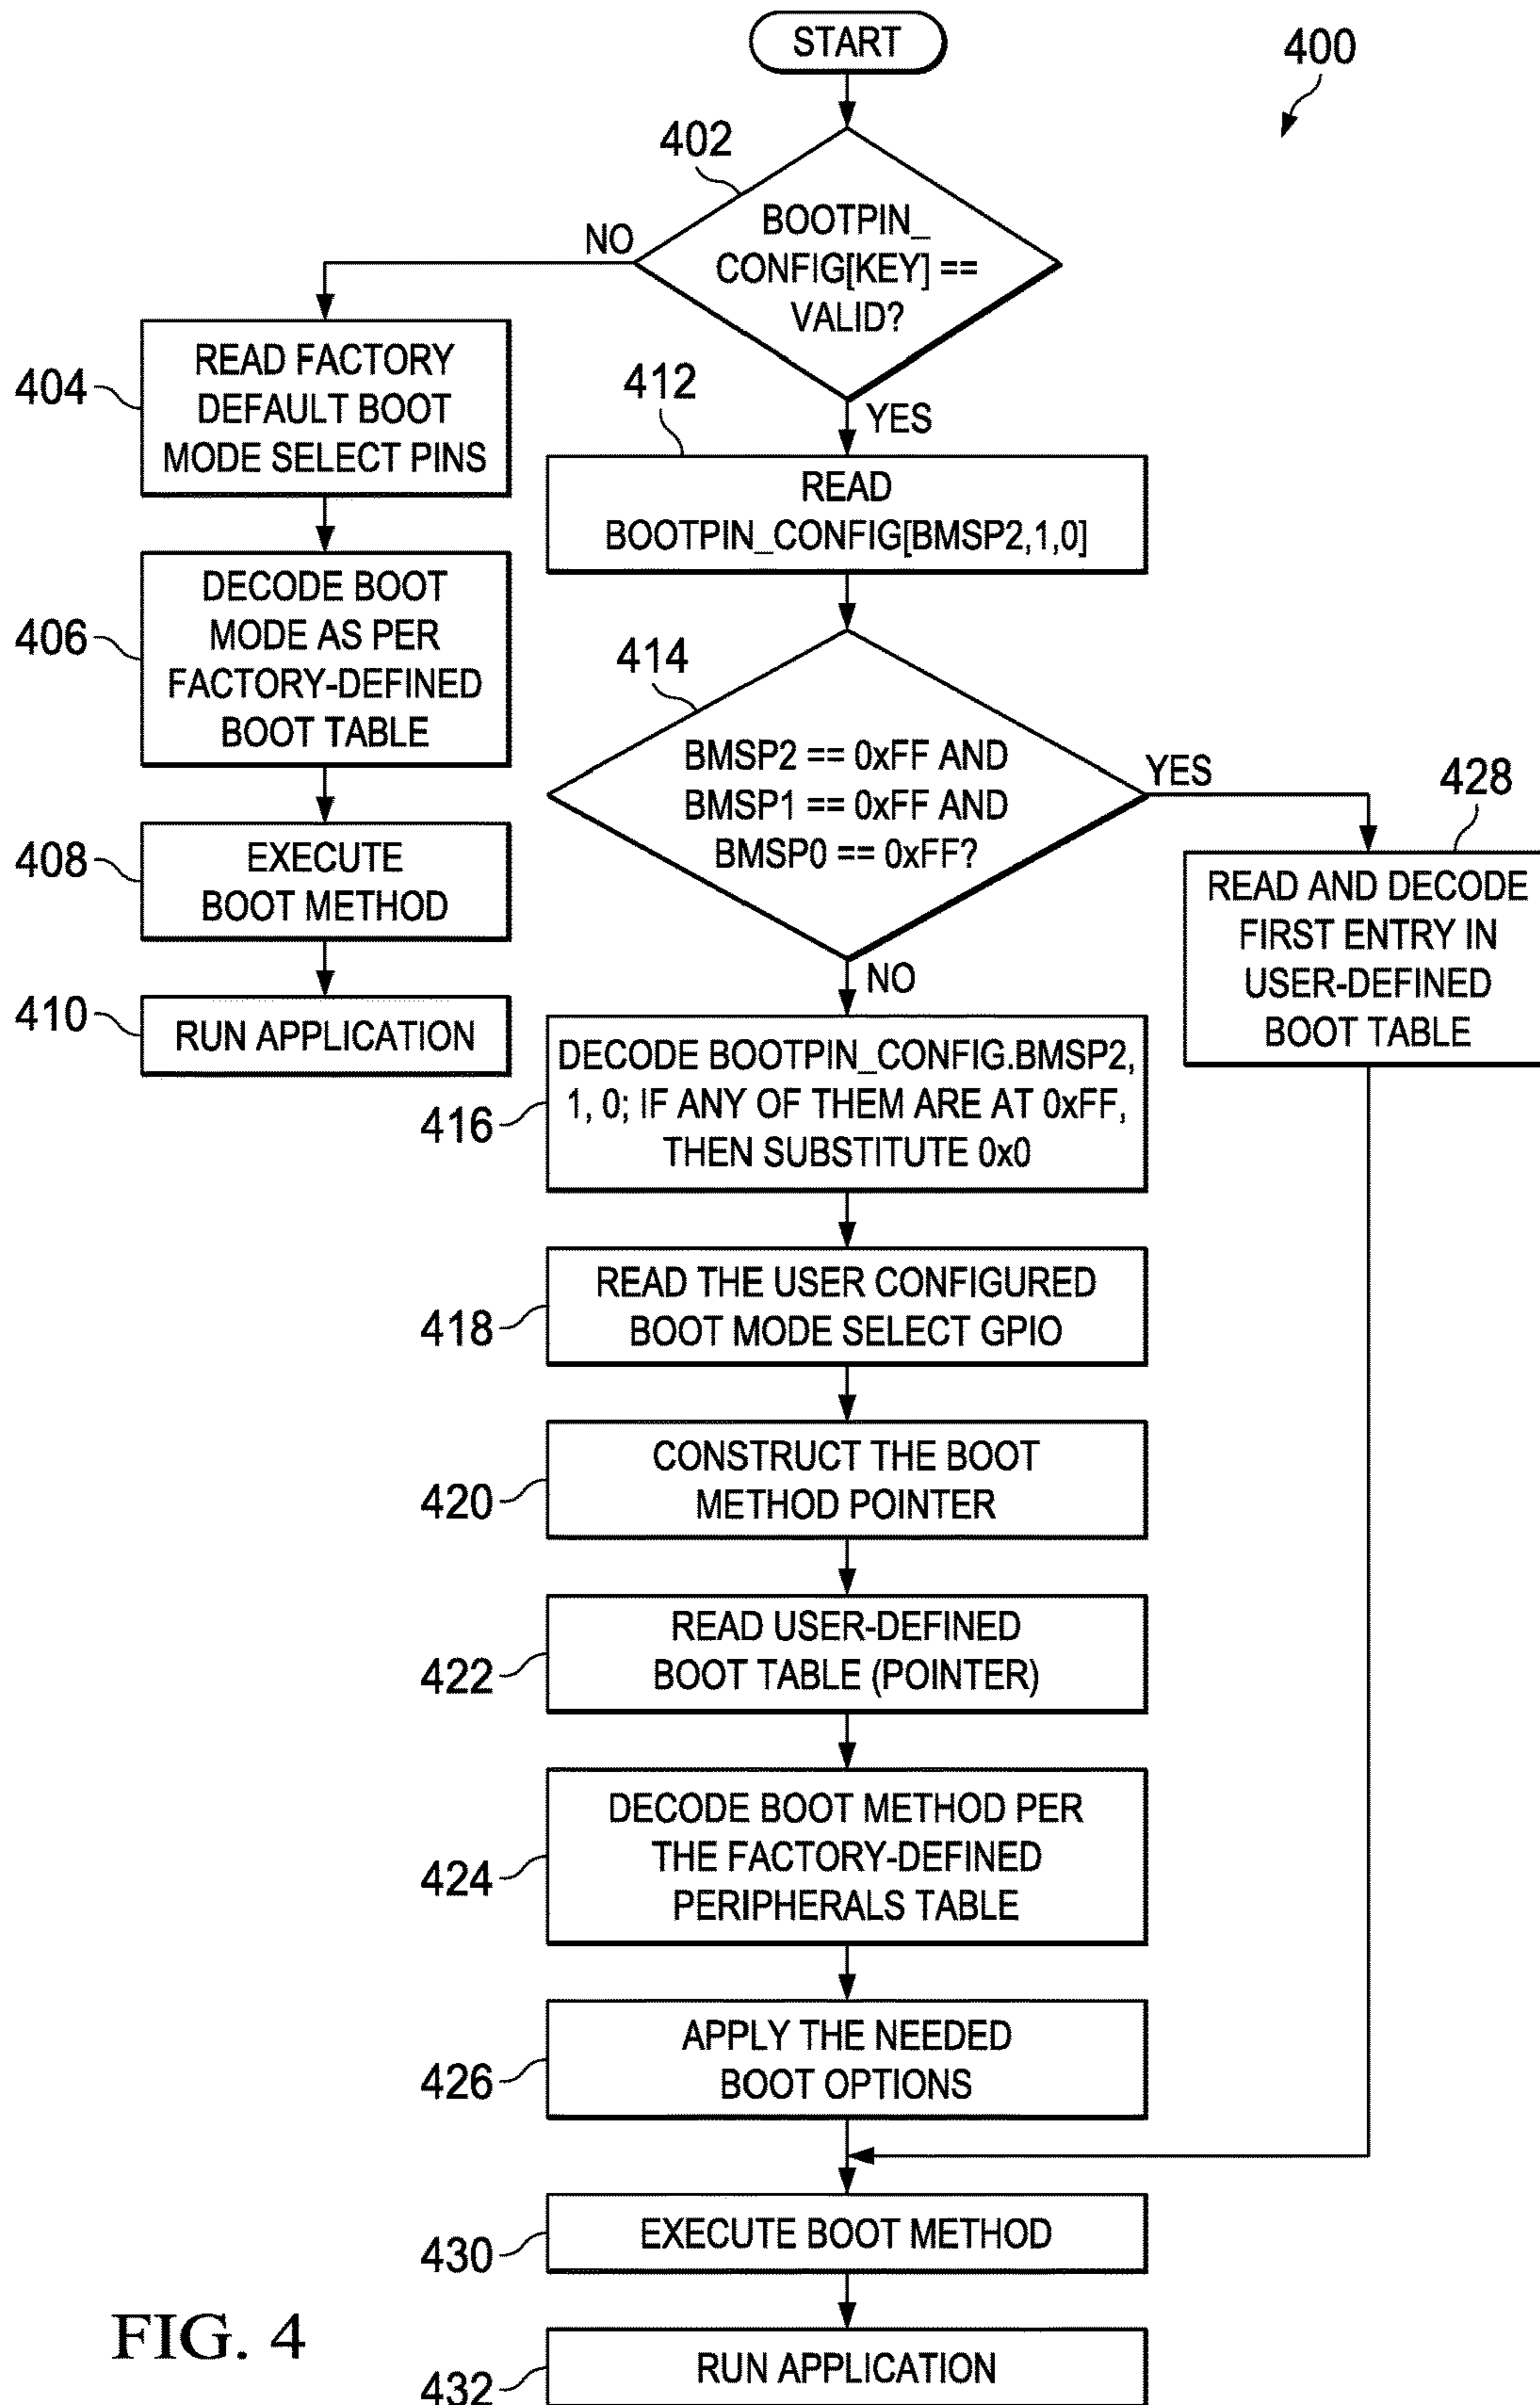 START
400
402
BOOTPIN_
CONFIG[KEY] ==
VALID?
NO
YES
404
READ FACTORY
DEFAULT BOOT
MODE SELECT PINS
406
DECODE BOOT
MODE AS PER
FACTORY-DEFINED
BOOT TABLE
408
EXECUTE
BOOT METHOD
410
RUN APPLICATION
412
READ
BOOTPIN_CONFIG[BMSP2,1,0]
414
BMSP2 == 0xFF AND
BMSP1 == 0xFF AND
BMSP0 == 0xFF?
YES
NO
428
READ AND DECODE
FIRST ENTRY IN
USER-DEFINED
BOOT TABLE
416
DECODE BOOTPIN_CONFIG.BMSP2,
1, 0; IF ANY OF THEM ARE AT 0xFF,
THEN SUBSTITUTE 0x0
418
READ THE USER CONFIGURED
BOOT MODE SELECT GPIO
420
CONSTRUCT THE BOOT
METHOD POINTER
422
READ USER-DEFINED
BOOT TABLE (POINTER)
424
DECODE BOOT METHOD PER
THE FACTORY-DEFINED
PERIPHERALS TABLE
426
APPLY THE NEEDED
BOOT OPTIONS
430
EXECUTE BOOT METHOD
432
RUN APPLICATION
FIG. 4